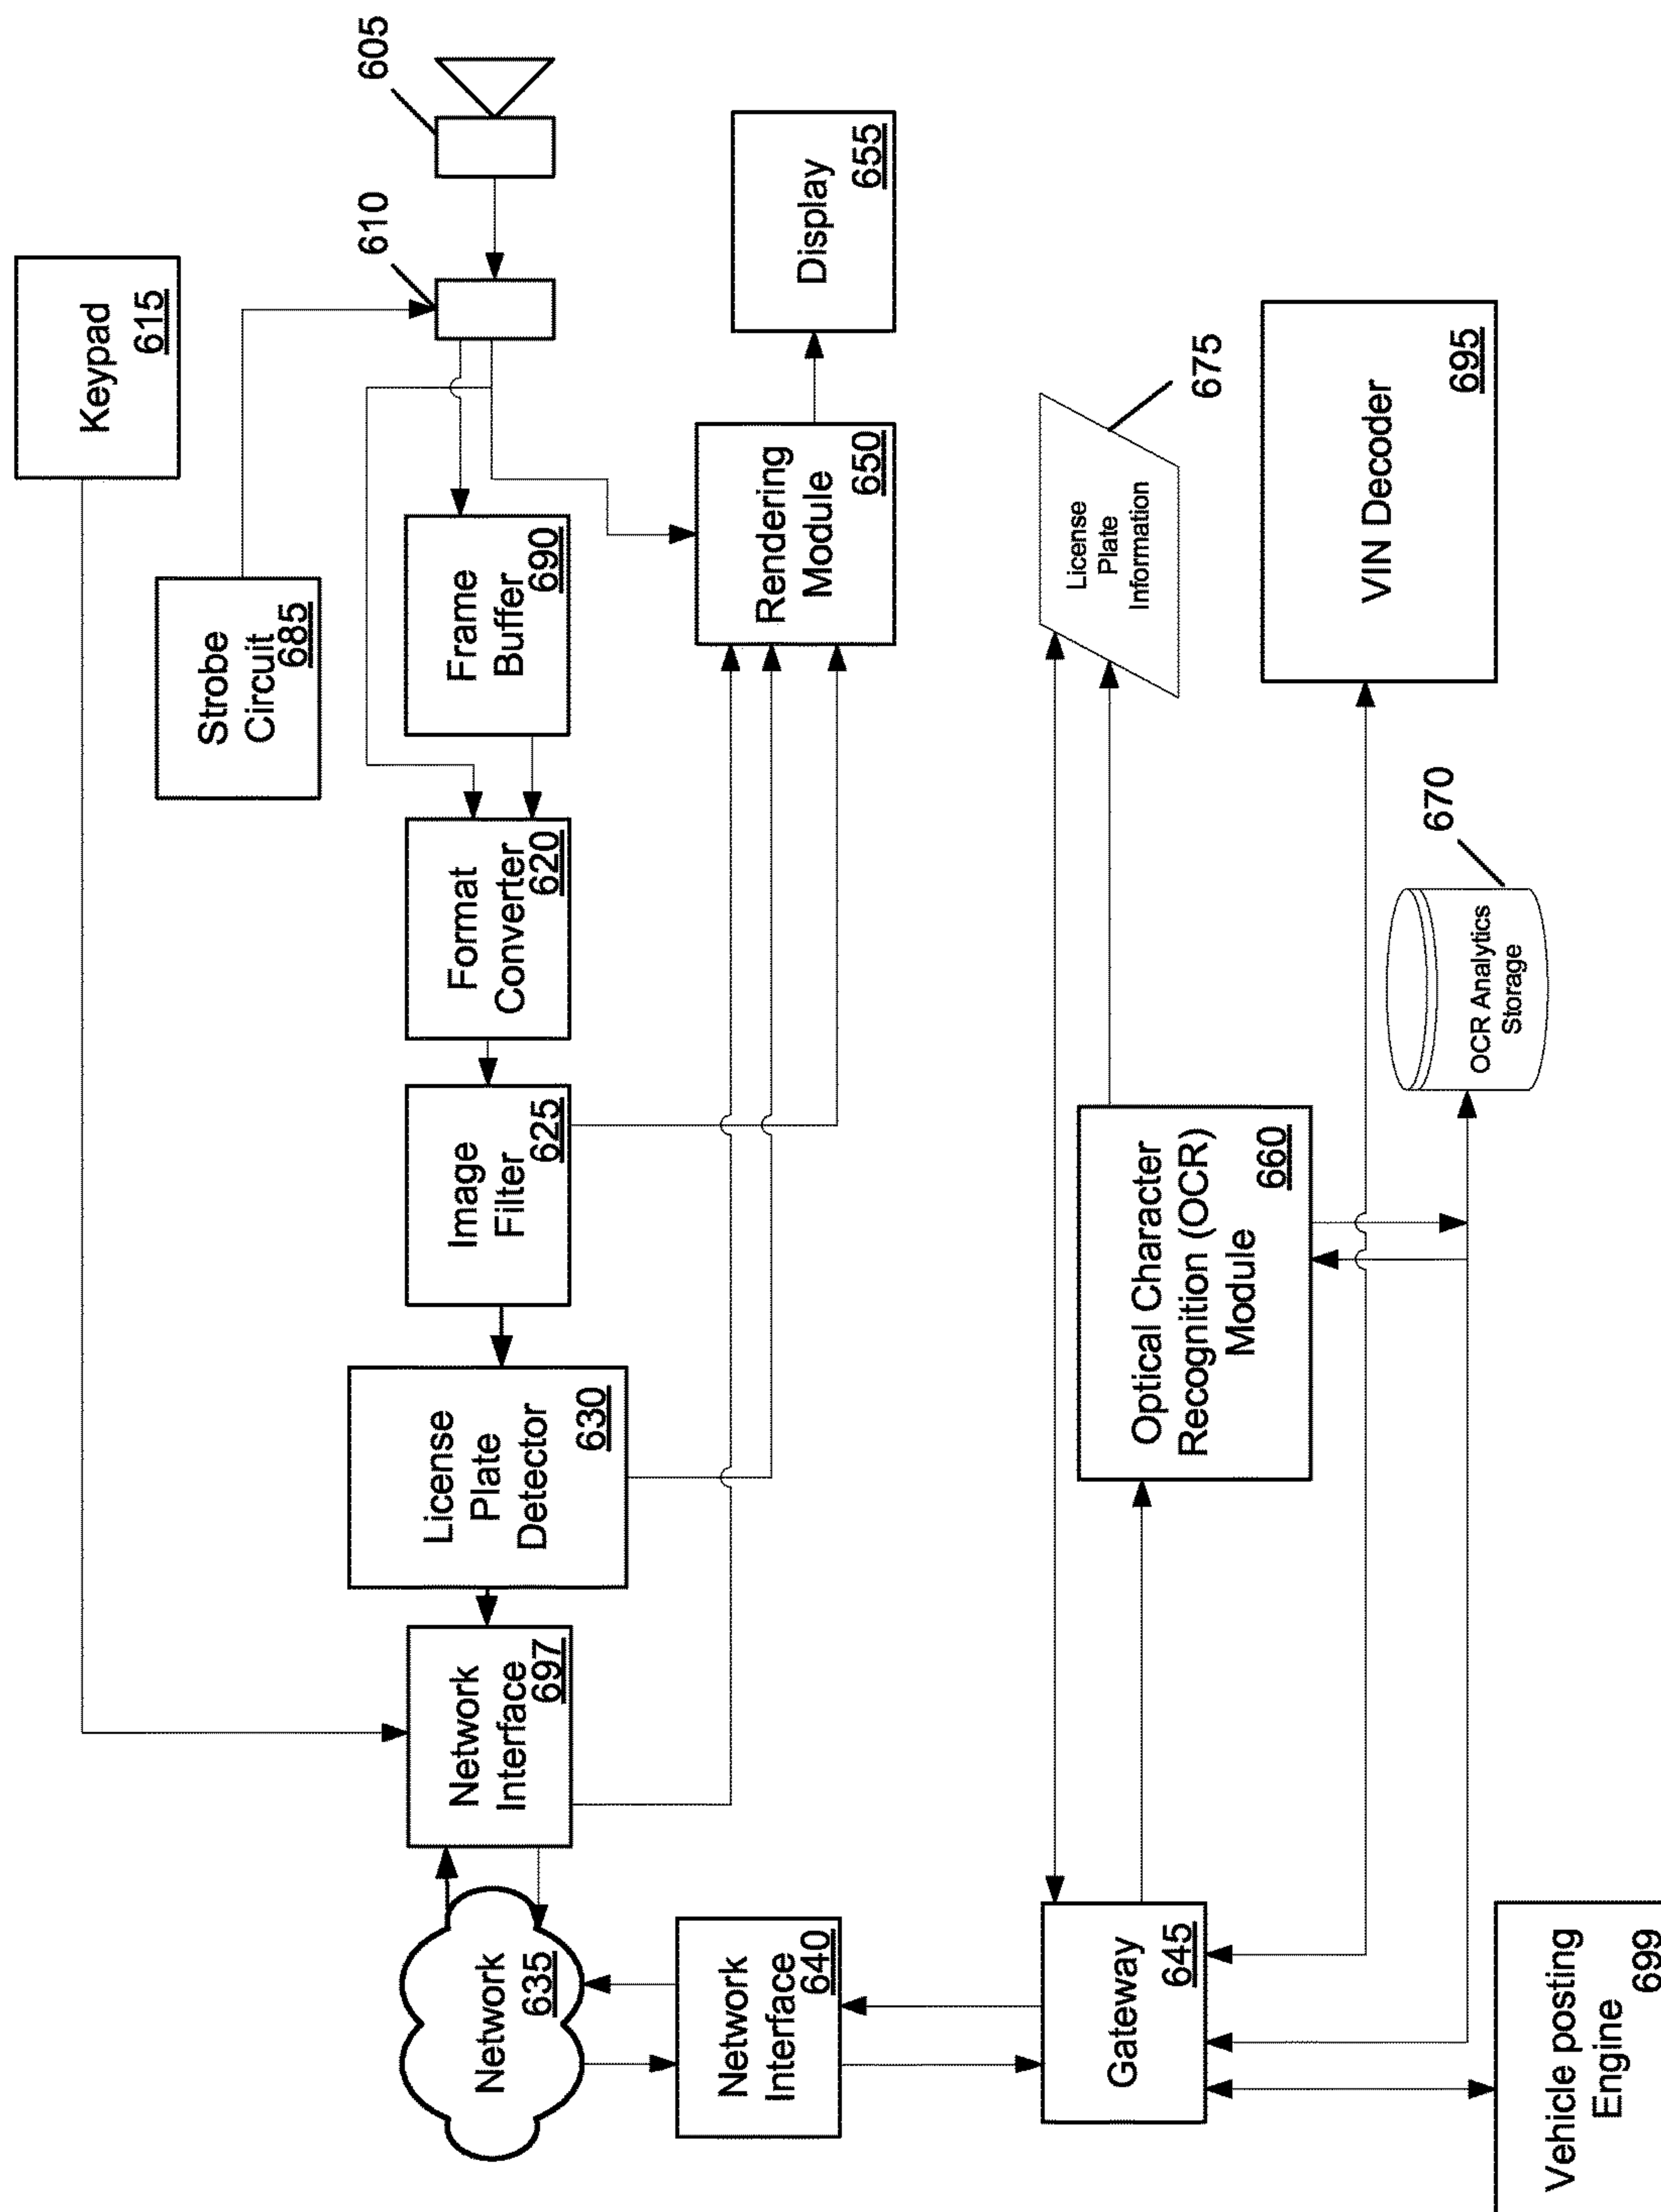 Keypad
615
Strobe
Circuit
685
610
605
Network
635
Network
Interface
697
License
Plate
Detector
630
Image
Filter
625
Format
Converter
620
Frame
Buffer
690
Network
Interface
640
Rendering
Module
650
Display
655
Gateway
645
Optical Character
Recognition (OCR)
Module
660
License
Plate
Information
675
VIN Decoder
695
OCR Analytics
Storage
670
Vehicle posting
Engine
699